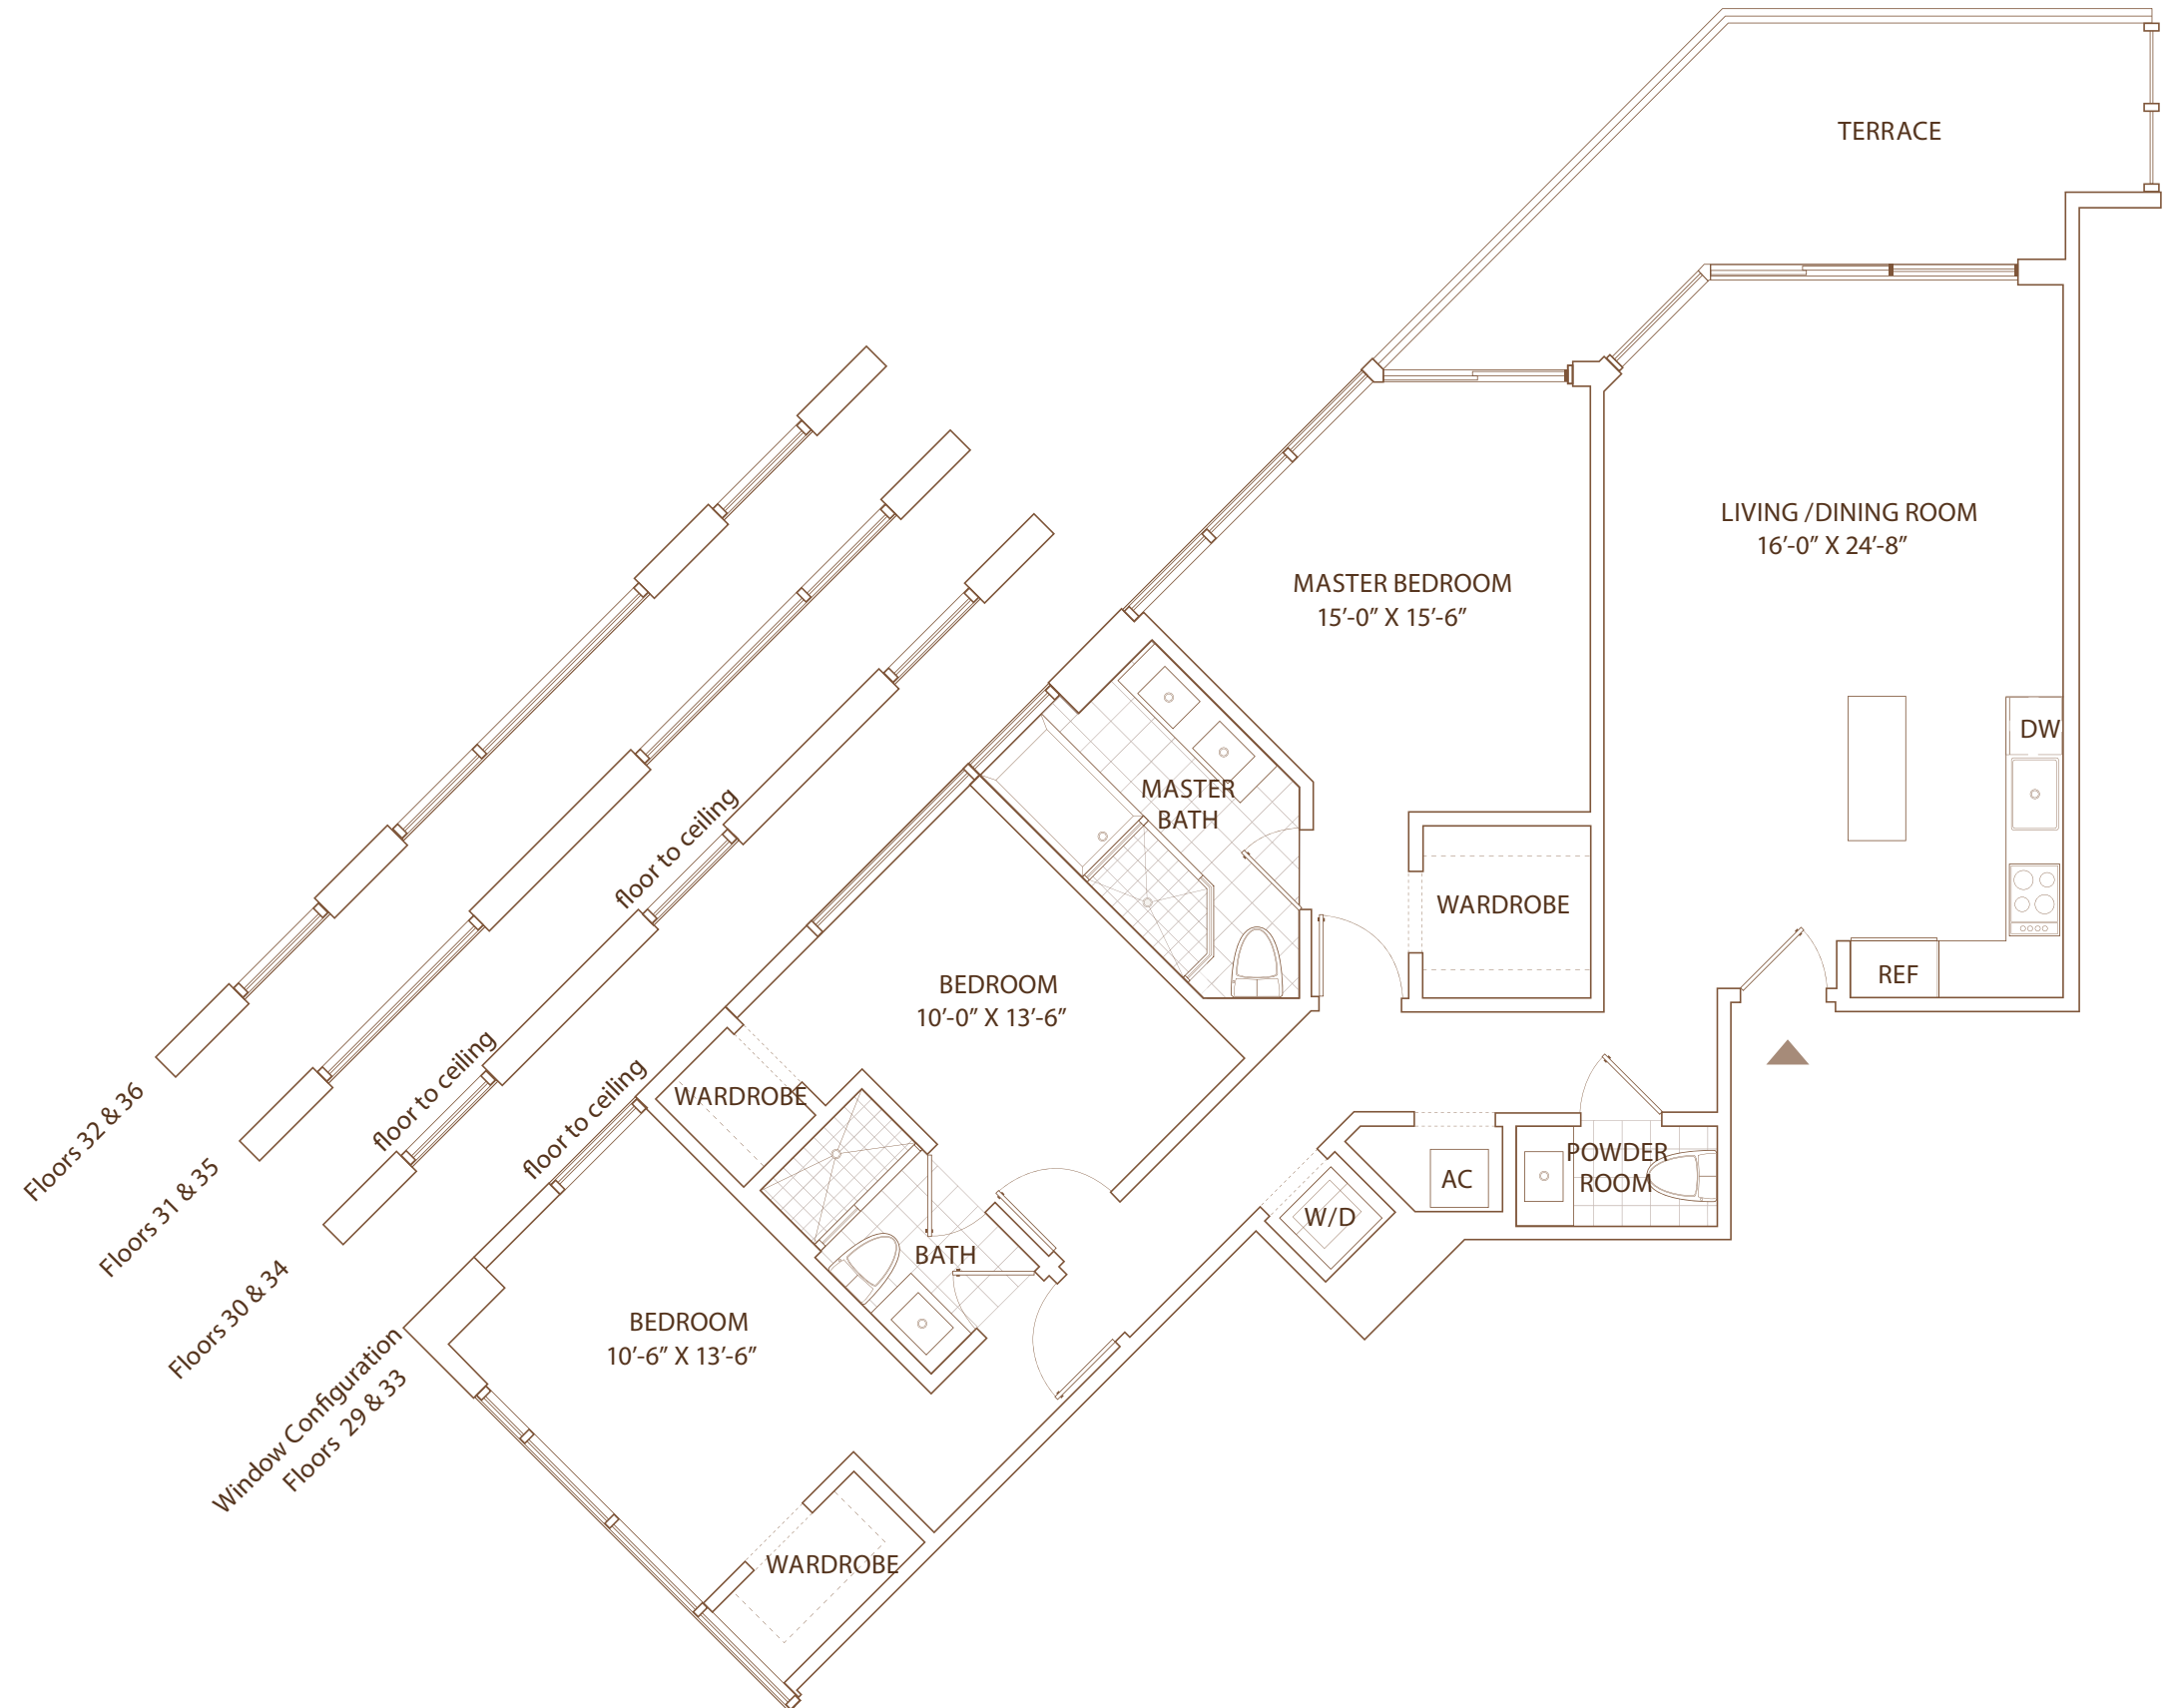 TERRACE
LIVING /DINING ROOM
16’-0” X 24’-8”
MASTER BEDROOM
15’-0” X 15’-6”
DW
MASTER
BATH
WARDROBE
REF
BEDROOM
10’-0” X 13’-6”
WARDROBE
POWDER
ROOM
AC
W/D
BATH
BEDROOM
10’-6” X 13’-6”
WARDROBE
floor to ceiling
floor to ceiling
floor to ceiling
Floors 32 & 36
Floors 31 & 35
Floors 30 & 34
Window Configuration
Floors 29 & 33